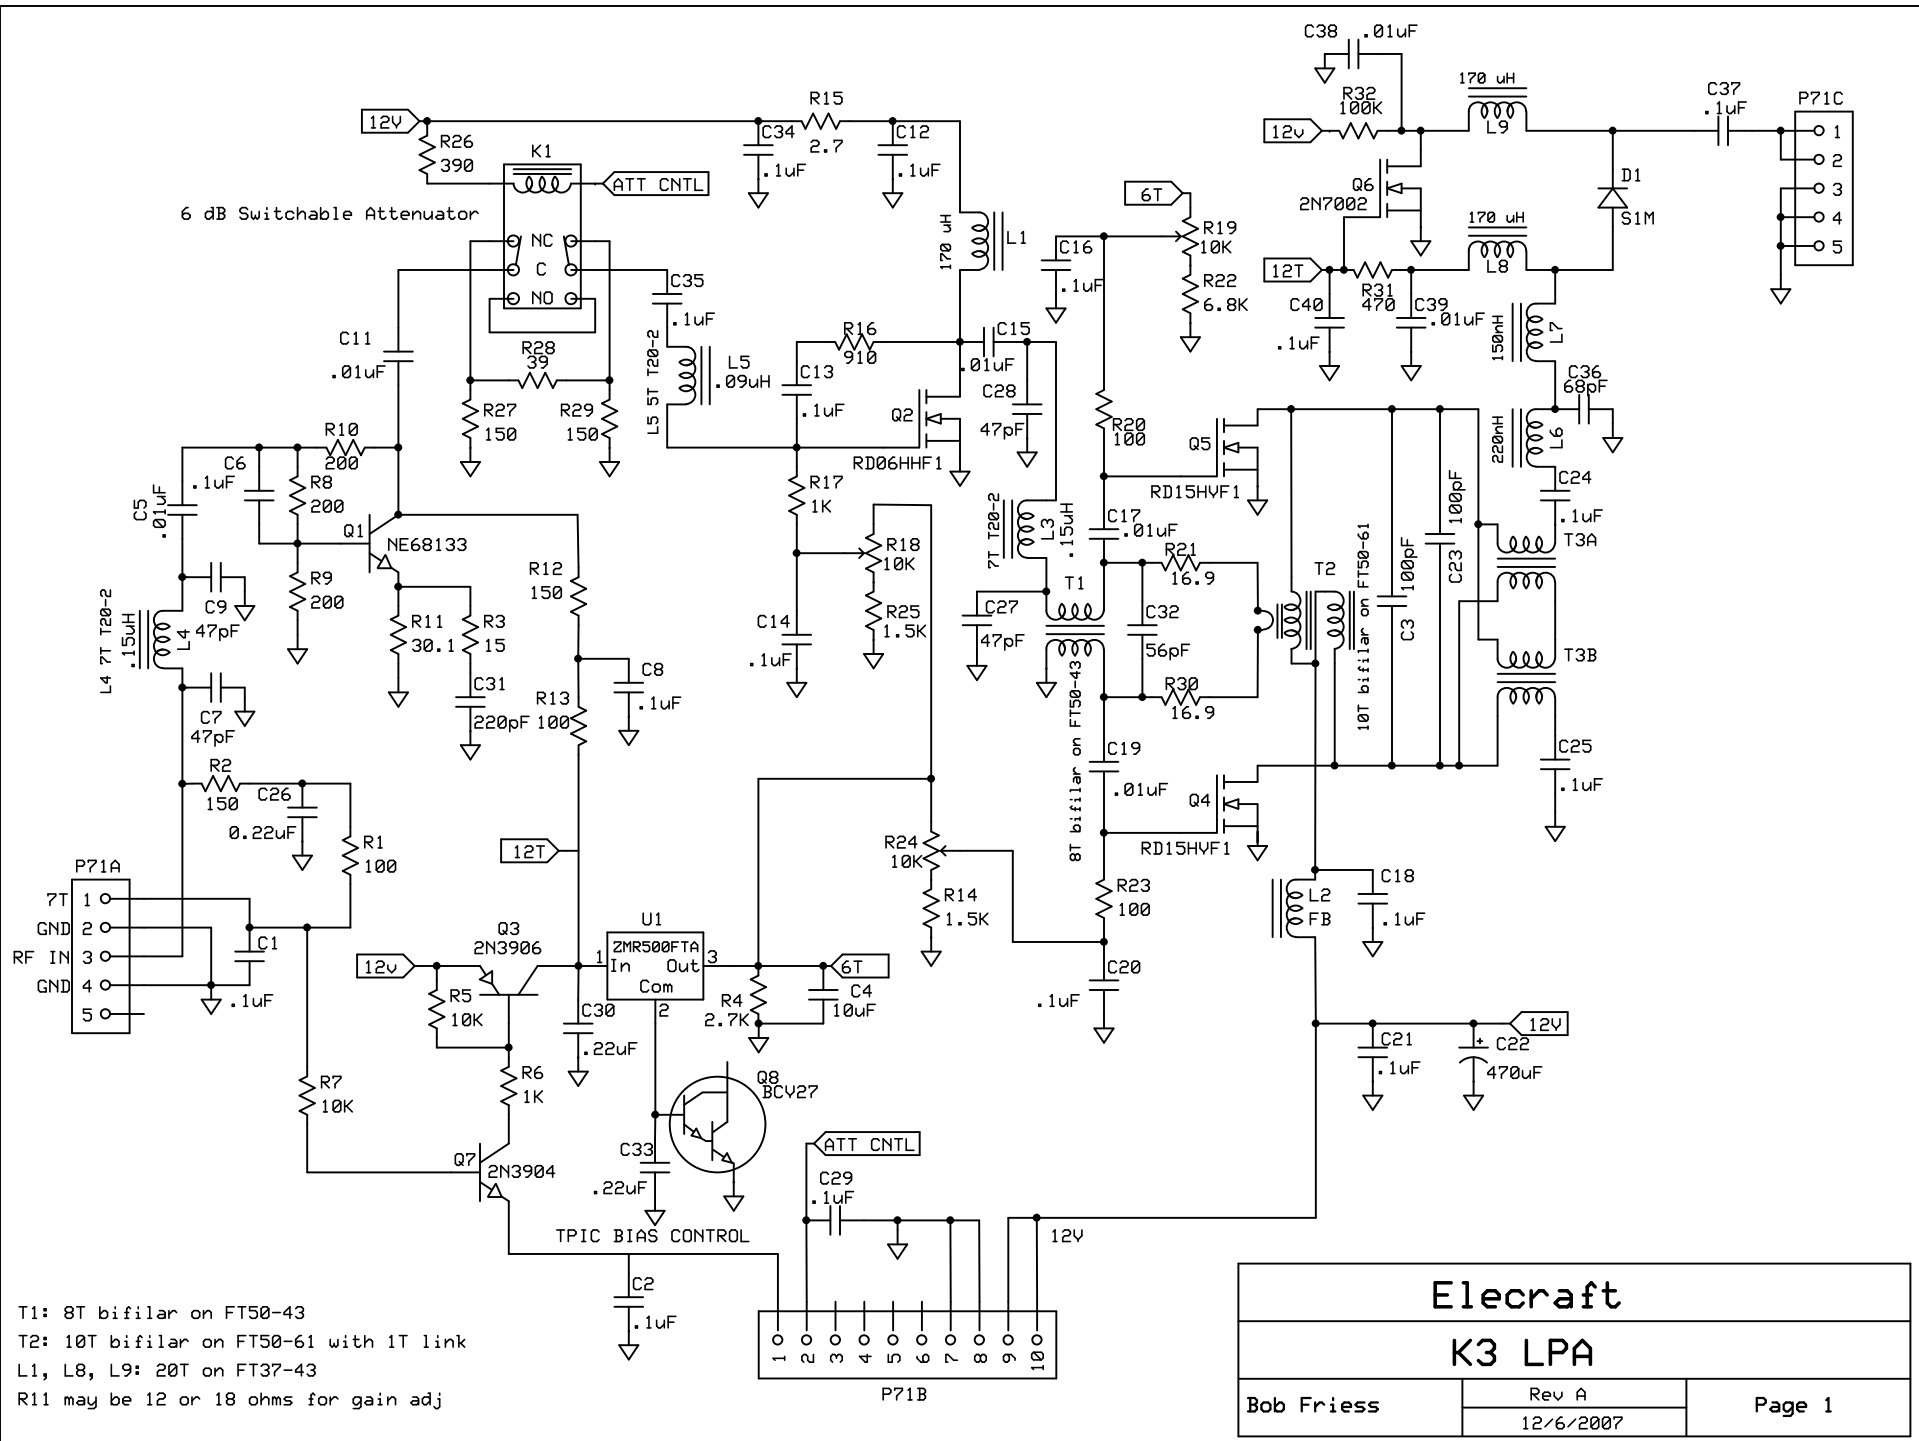 C38 .01uF
170 uH
R32
100K
C37
.1uF
P71C
12v
L9
1
2
3
4
5
Q6
2N7002
D1
S1M
170 uH
12T
L8
R31
470
C40
.1uF
C39
.01uF
150nH
L7
C36
68pF
220nH
L6
C24
.1uF
12V
R15
2.7
C34
.1uF
C12
.1uF
R26
390
K1
ATT CNTL
6 dB Switchable Attenuator
NC
C
NO
170 uH
L1
6T
R19
10K
C16
.1uF
R22
6.8K
C35
.1uF
C11
.01uF
R28
39
L5
.09uH
L5 5T T20-2
R16
910
C13
.1uF
C15
.01uF
C28
47pF
R27
150
R29
150
Q2
RD06HHF1
R20
100
Q5
RD15HVF1
R10
200
C6
.1uF
R8
200
C5
.01uF
Q1
NE68133
R17
1K
R18
10K
7T T20-2
L3
.15uH
C17
.01uF
R21
16.9
T1
T2
10T bifilar on FT50-61
100pF
C3
100pF
C23
T3A
R9
200
R12
150
C9
47pF
L4 7T T20-2
.15uH
L4
R11
30.1
R3
15
C14
.1uF
R25
1.5K
C27
47pF
C32
56pF
T3B
C7
47pF
C31
220pF
R13
100
C8
.1uF
8T bifilar on FT50-43
R30
16.9
C25
.1uF
R2
150
C26
0.22uF
R1
100
C19
.01uF
Q4
RD15HVF1
12T
R24
10K
P71A
7T 1
GND 2
RF IN 3
GND 4
5
C1
.1uF
R14
1.5K
R23
100
L2
FB
C18
.1uF
Q3
2N3906
U1
ZMR500FTA
1
In
Out
3
Com
2
12v
6T
R5
10K
C30
.22uF
R4
2.7K
C4
10uF
C20
.1uF
12V
C21
.1uF
+
C22
470uF
R6
1K
R7
10K
Q8
BCV27
Q7
2N3904
C33
.22uF
ATT CNTL
C29
.1uF
TPIC BIAS CONTROL
12V
C2
.1uF
1
2
3
4
5
6
7
8
9
10
P71B
T1: 8T bifilar on FT50-43
T2: 10T bifilar on FT50-61 with 1T link
L1, L8, L9: 20T on FT37-43
R11 may be 12 or 18 ohms for gain adj
Elecraft
K3 LPA
Bob Friess
Rev A
12/6/2007
Page 1